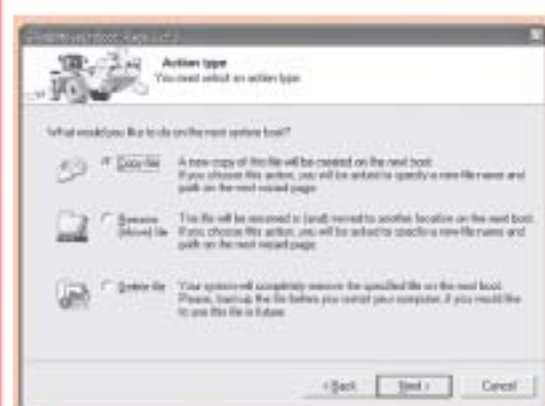 Action type
You must select an action type
What would you like to do on the next system boot?
Copy file
A new copy of this file will be created on the next boot.
If you choose this action, you will be asked to specify a new file name and
path on the next wizard page.
Rename
(Move) file
The file will be renamed or (and) moved to another location on the next boot.
If you choose this action, you will be asked to specify a new file name and
path on the next wizard page.
Delete file
Your system will completely remove the specified file on the next boot.
Please, backup the file before you restart your computer, if you would like
to use this file in future
< Back
Next >
Cancel